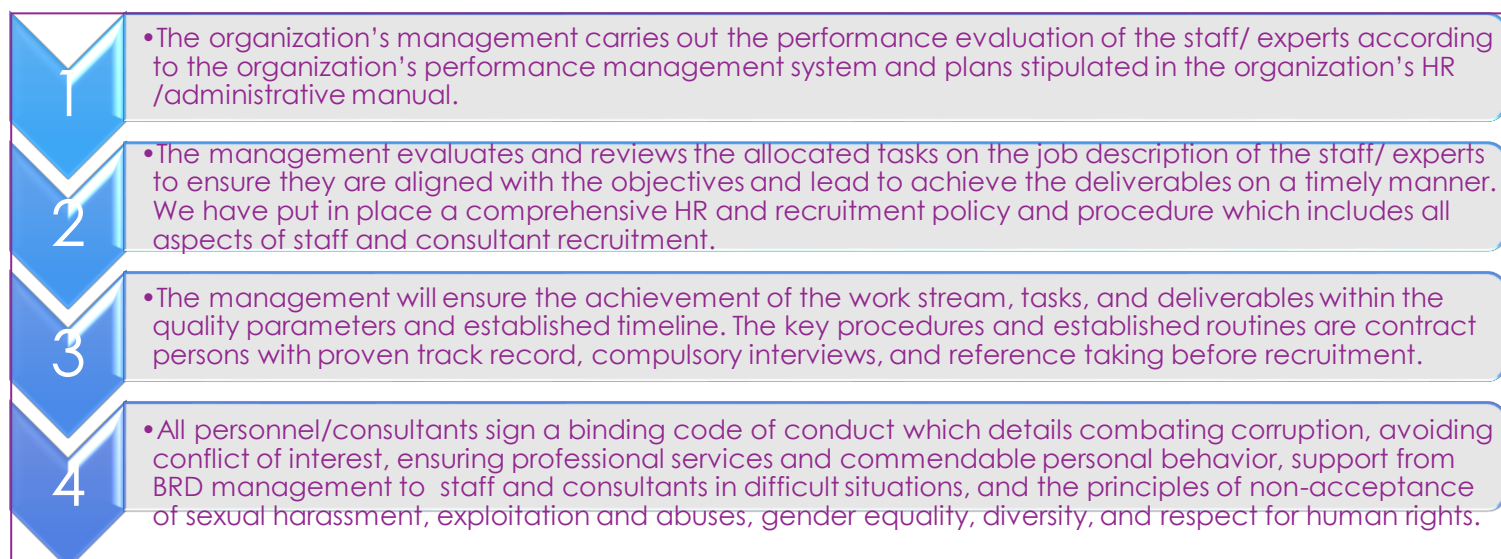 1
•The organization’s management carries out the performance evaluation of the staff/ experts according
to the organization’s performance management system and plans stipulated in the organization’s HR
/administrative manual.
2
•The management evaluates and reviews the allocated tasks on the job description of the staff/ experts
to ensure they are aligned with the objectives and lead to achieve the deliverables on a timely manner.
We have put in place a comprehensive HR and recruitment policy and procedure which includes all
aspects of staff and consultant recruitment.
3
•The management will ensure the achievement of the work stream, tasks, and deliverables within the
quality parameters and established timeline. The key procedures and established routines are contract
persons with proven track record, compulsory interviews, and reference taking before recruitment.
4
•All personnel/consultants sign a binding code of conduct which details combating corruption, avoiding
conflict of interest, ensuring professional services and commendable personal behavior, support from
BRD management to staff and consultants in difficult situations, and the principles of non-acceptance
of sexual harassment, exploitation and abuses, gender equality, diversity, and respect for human rights.